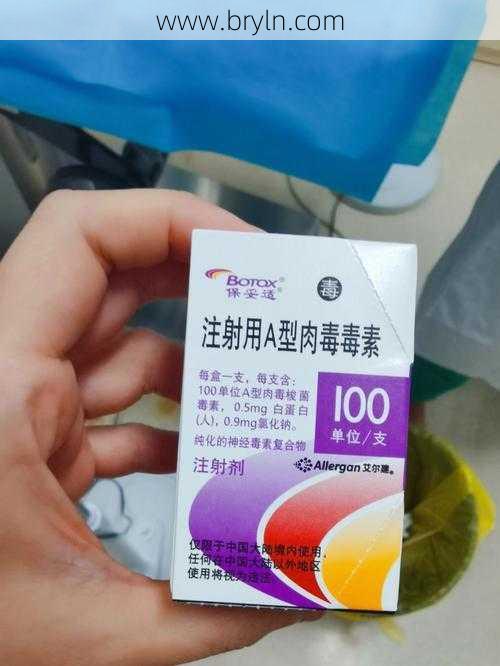 www.bryln.com
BOTOX®
保妥适®
毒
注射用A型肉毒毒素
每盒一支，每支含：
100单位A型肉毒梭菌
毒素，0.5mg 白蛋白
(人)，0.9mg氯化钠。
纯化的神经毒素复合物
注射剂
100
单位/支
Allergan 艾尔建®
仅限于中国大陆境内使用，
任何在中国大陆以外地区
使用将视为违法。